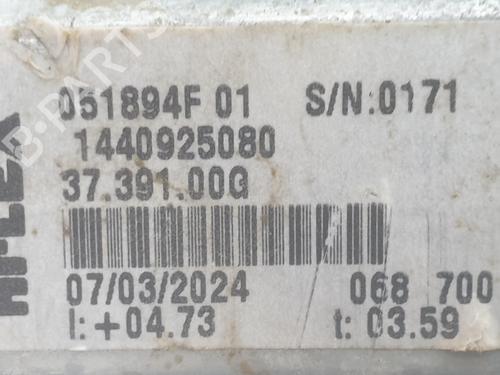 051894F 01 S/N:0171
1440925080
37.391.00G
07/03/2024 068 700
I:+04.73 t: 03.59